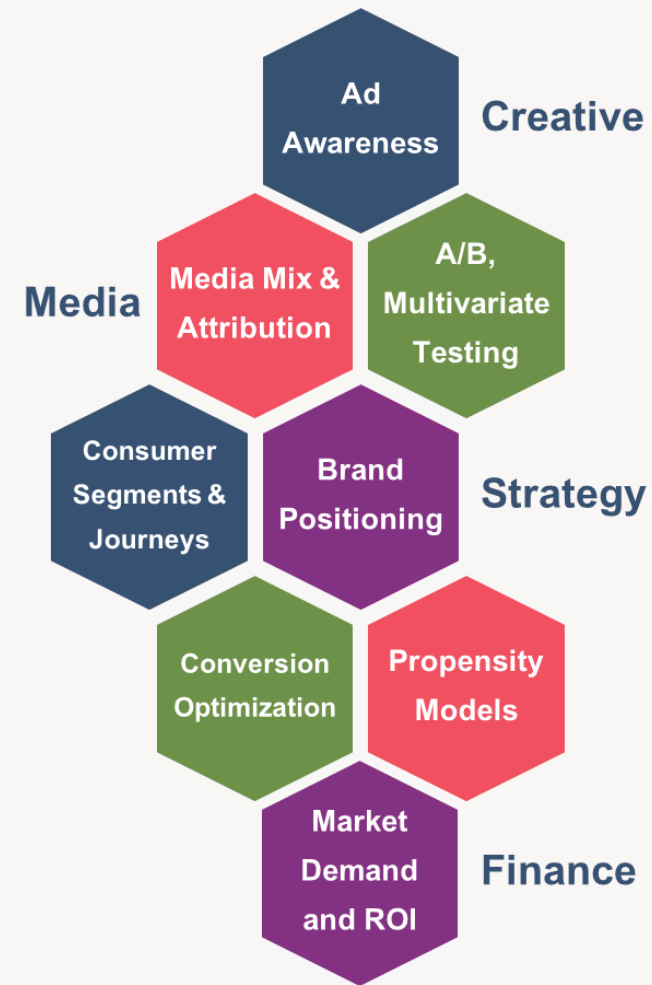 Ad
Awareness
Creative
Media
Media Mix &
Attribution
A/B,
Multivariate
Testing
Consumer
Segments &
Journeys
Brand
Positioning
Strategy
Conversion
Optimization
Propensity
Models
Market
Demand
and ROI
Finance